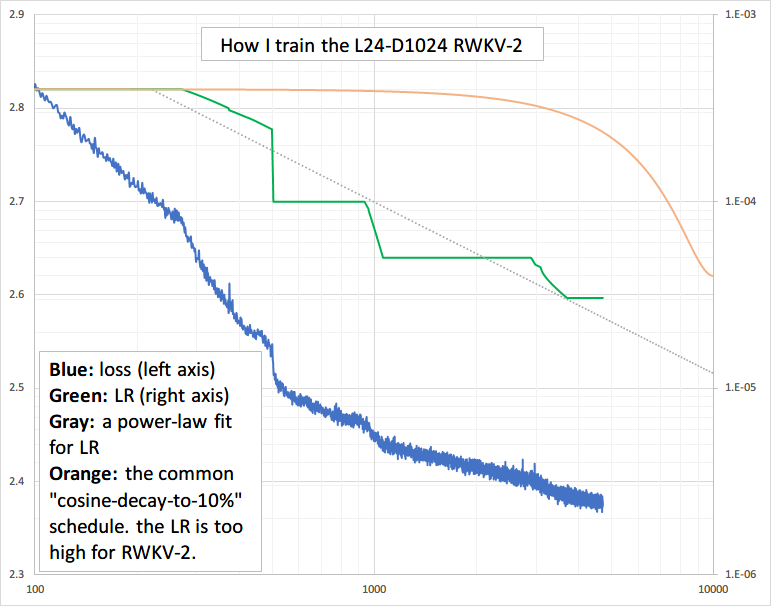 2.9
1.E-03
How I train the L24-D1024 RWKV-2
2.8
2.7
1.E-04
2.6
Blue: loss (left axis)
Green: LR (right axis)
Gray: a power-law fit
for LR
Orange: the common
"cosine-decay-to-10%"
schedule. the LR is too
high for RWKV-2.
2.5
1.E-05
2.4
2.3
1.E-06
100
1000
10000